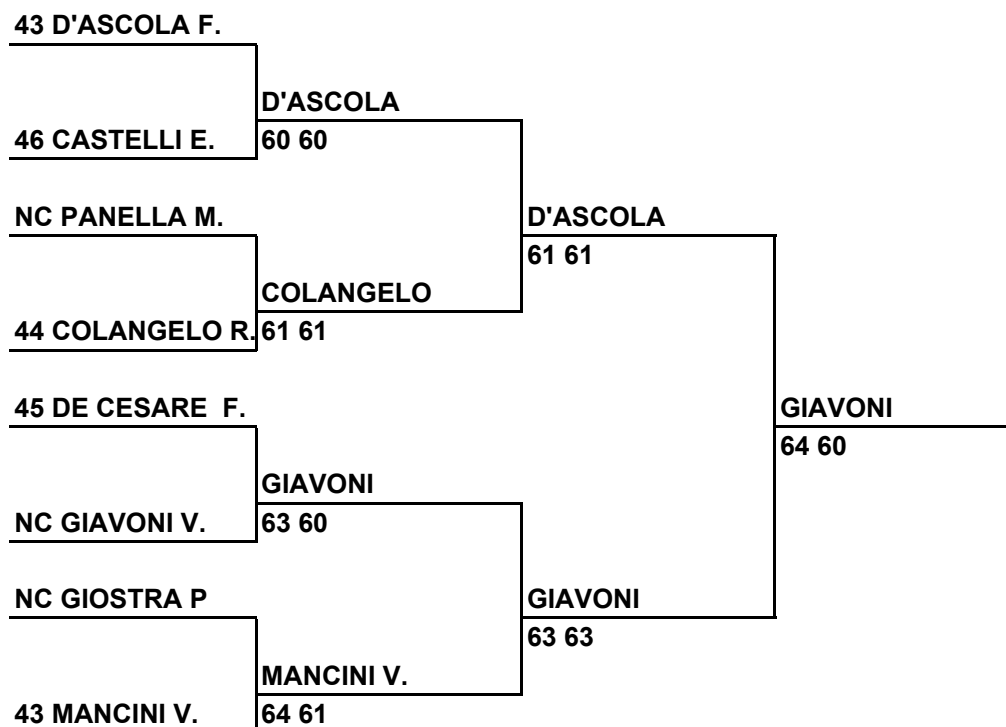 43 D'ASCOLA F.
D'ASCOLA
46 CASTELLI E.
60 60
NC PANELLA M.
D'ASCOLA
61 61
COLANGELO
44 COLANGELO R.
61 61
45 DE CESARE  F.
GIAVONI
64 60
GIAVONI
NC GIAVONI V.
63 60
NC GIOSTRA P
GIAVONI
63 63
MANCINI V.
43 MANCINI V.
64 61